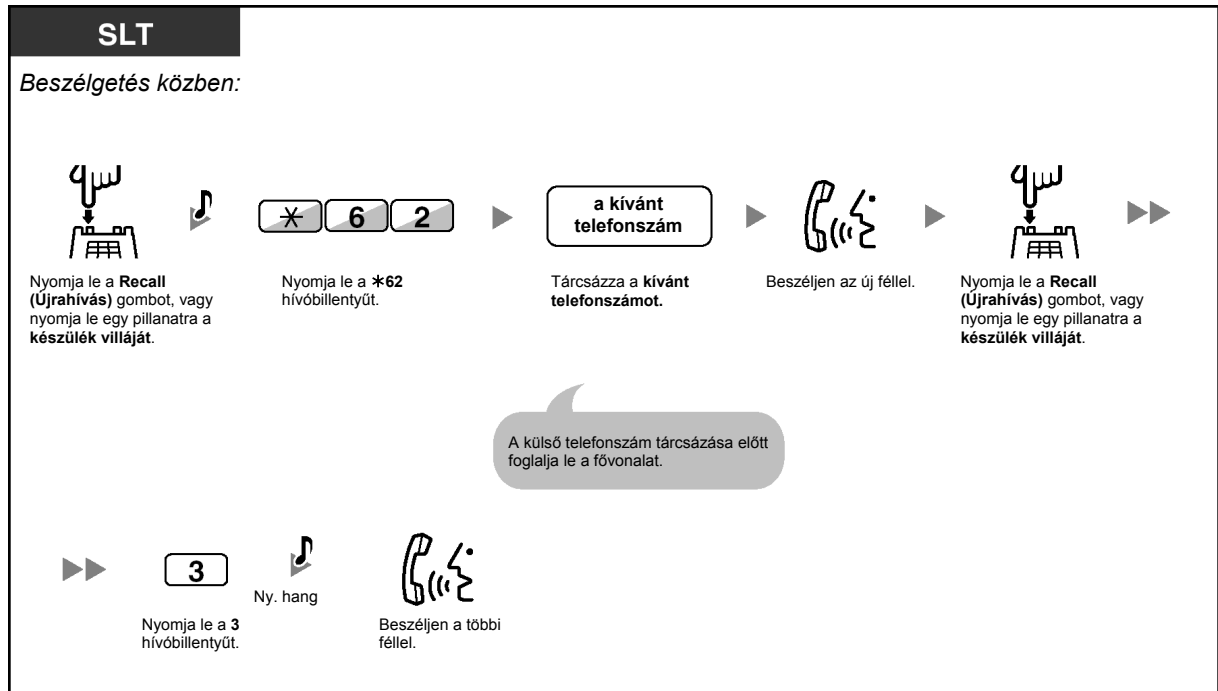 SLT
Beszélgetés közben:
✳ 6 2
a kívánt
telefonszám
Nyomja le a Recall
(Újrahívás) gombot, vagy
nyomja le egy pillanatra a
készülék villáját.
Nyomja le a ✳62
hívóbillentyűt.
Tárcsázza a kívánt
telefonszámot.
Beszéljen az új féllel.
Nyomja le a Recall
(Újrahívás) gombot, vagy
nyomja le egy pillanatra a
készülék villáját.
A külső telefonszám tárcsázása előtt
foglalja le a fővonalat.
3
Ny. hang
Nyomja le a 3
hívóbillentyűt.
Beszéljen a többi
féllel.